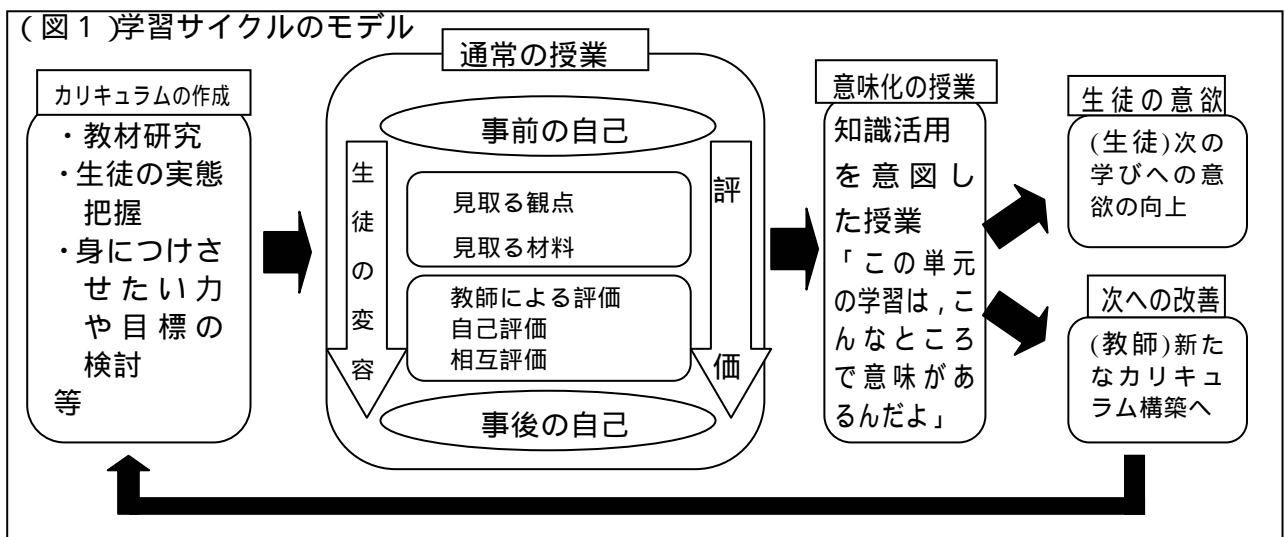 (図1)学習サイクルのモデル
カリキュラムの作成
・教材研究
・生徒の実態
把握
・身につけさ
せたい力
や目標の
検討
等
通常の授業
事前の自己
生徒の変容
見取る観点
見取る材料
教師による評価
自己評価
相互評価
評価
事後の自己
意味化の授業
知識活用
を意図し
た授業
「この単元
の学習は,こ
んなところ
で意味があ
るんだよ」
生徒の意欲
(生徒)次の
学びへの意
欲の向上
次への改善
(教師)新た
なカリキュ
ラム構築へ